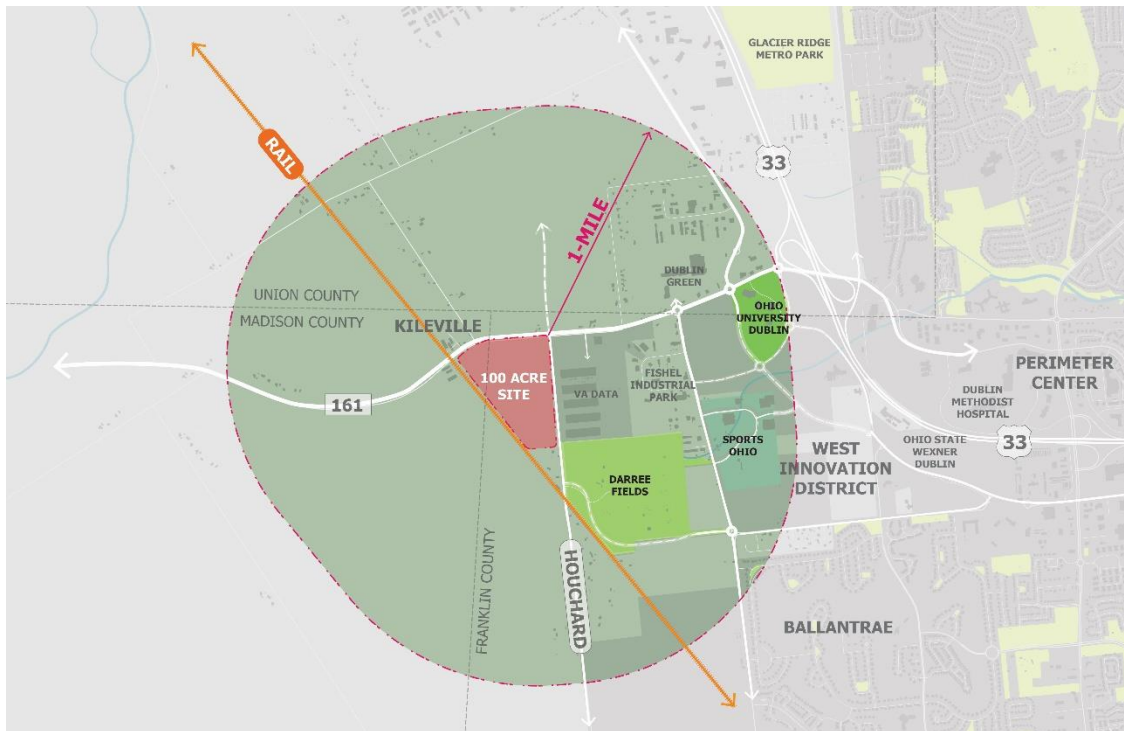 GLACIER RIDGE
METRO PARK
33
RAIL
1-MILE
DUBLIN
GREEN
UNION COUNTY
MADISON COUNTY
KILEVILLE
OHIO
UNIVERSITY
DUBLIN
PERIMETER
CENTER
100 ACRE
SITE
161
VA DATA
FISHEL
INDUSTRIAL
PARK
DUBLIN
METHODIST
HOSPITAL
SPORTS
OHIO
WEST
INNOVATION
DISTRICT
OHIO STATE
WEXNER
DUBLIN
33
DARREE
FIELDS
FRANKLIN COUNTY
HOUCHARD
BALLANTRAE